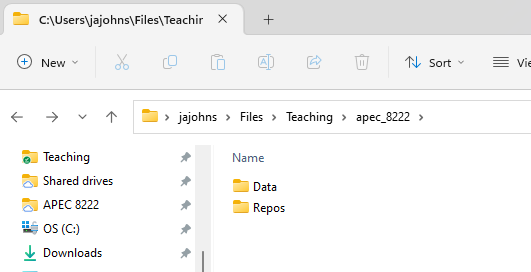 C:\Users\jajohns\Files\Teachir
New
Sort
Vie
jajohns > Files > Teaching > apec_8222 >
Teaching
Shared drives
APEC 8222
OS (C:)
Downloads
Name
Data
Repos